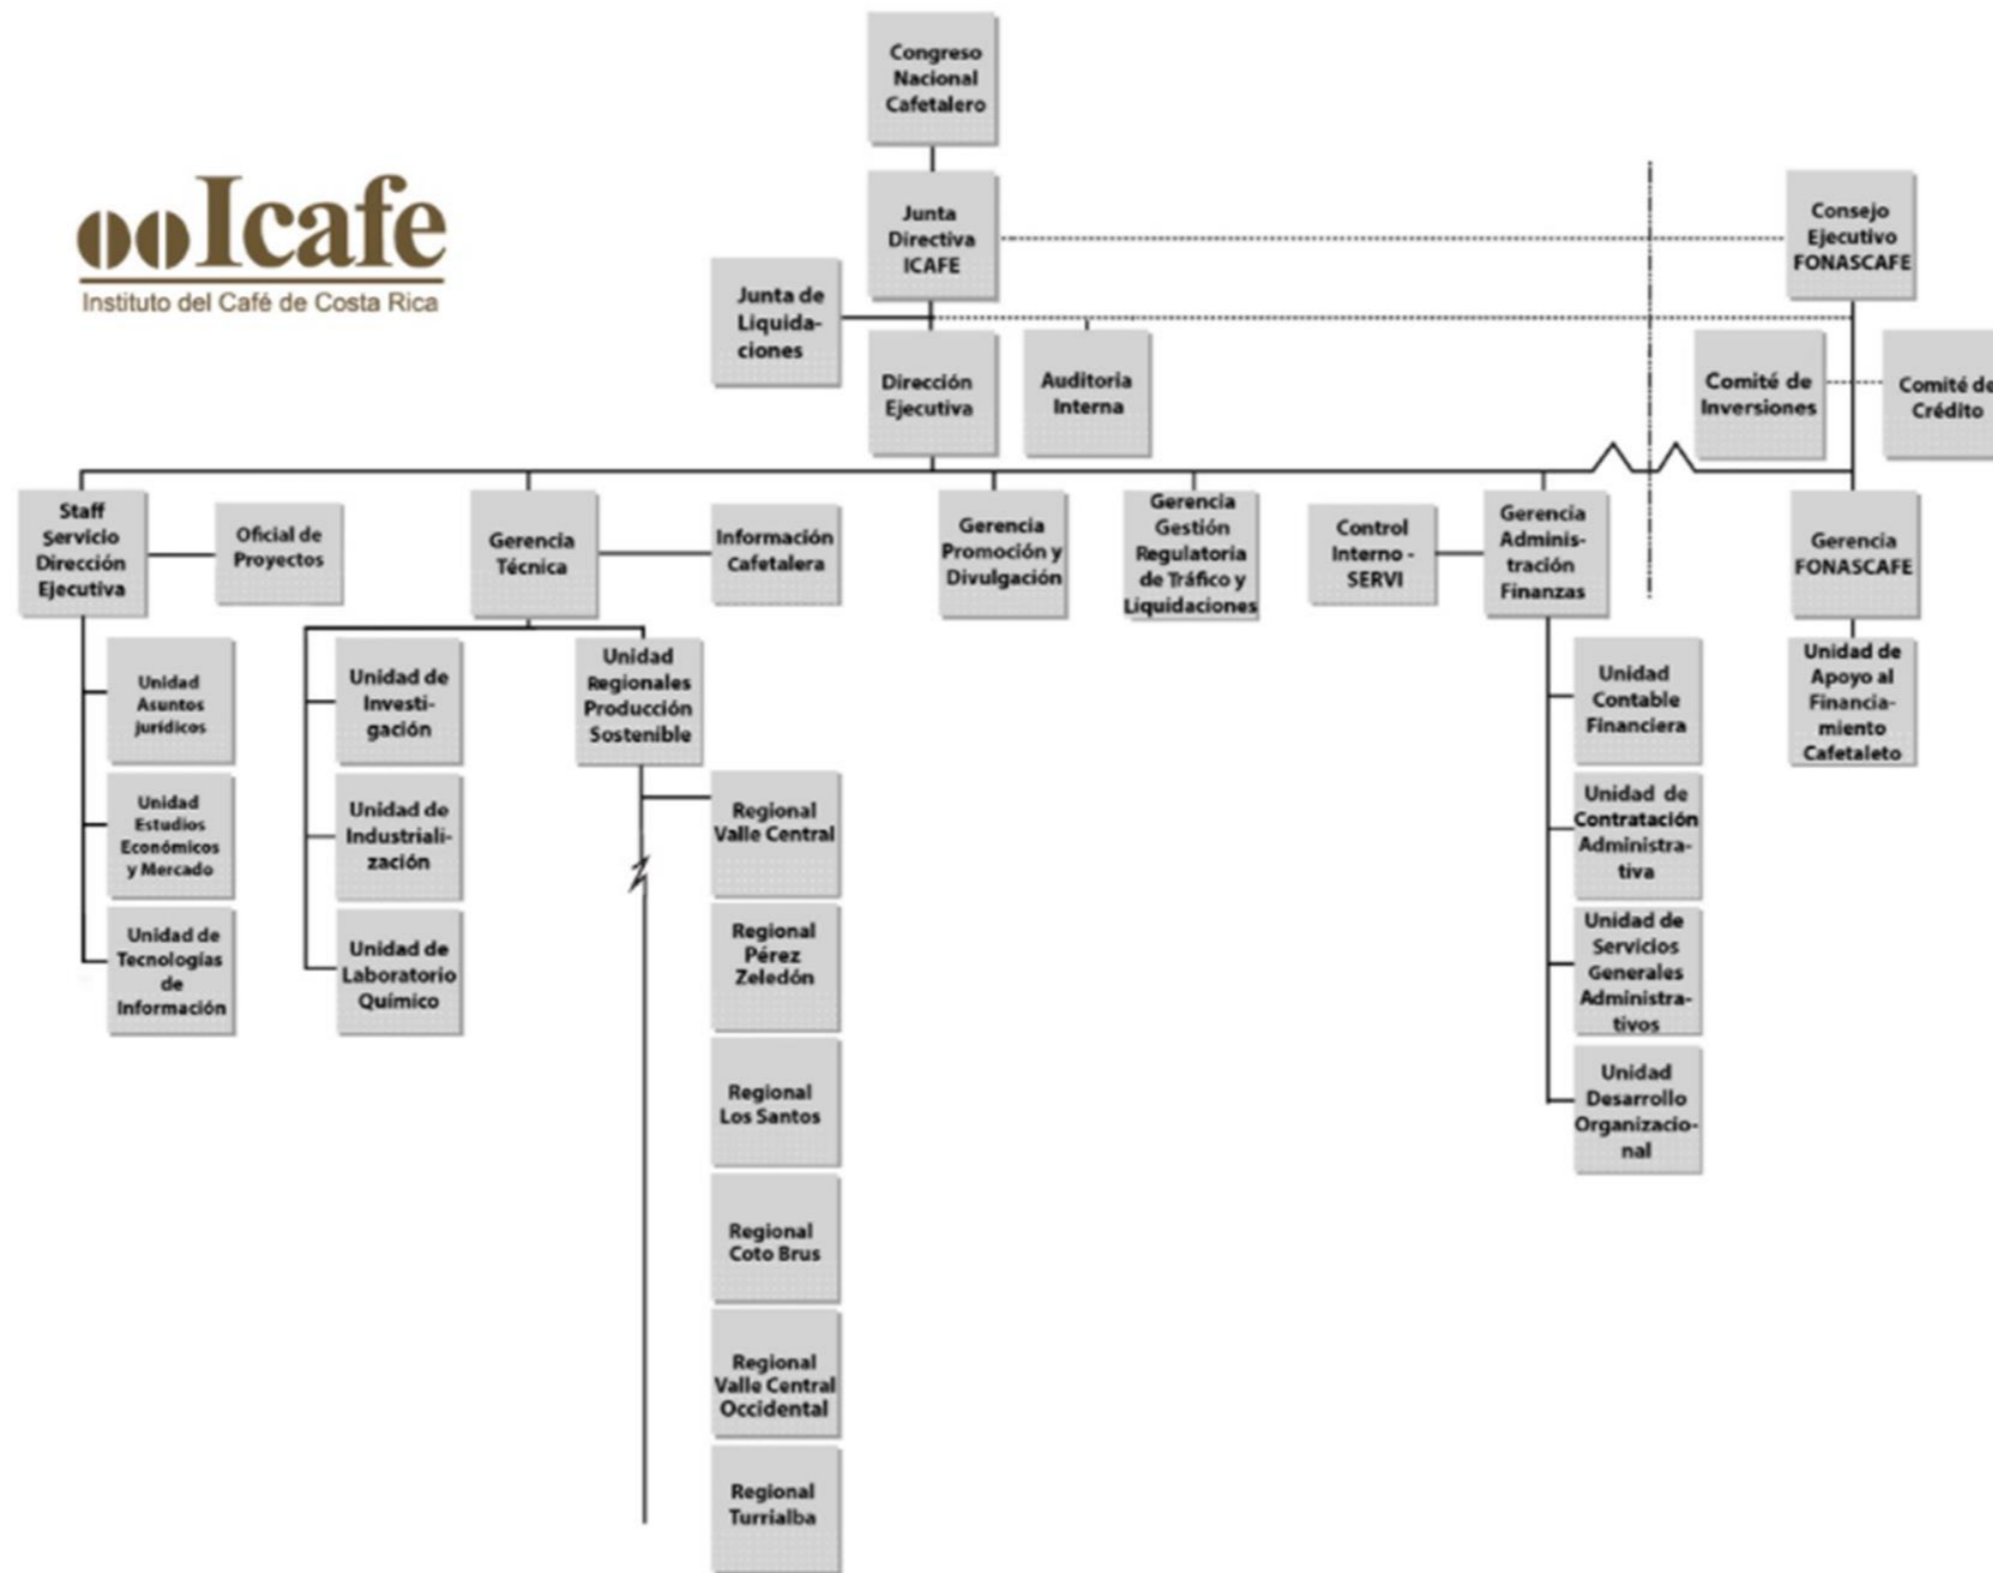 Congreso
Nacional
Cafetalero
Icafe
Instituto del Café de Costa Rica
Junta
Directiva
ICAFE
Consejo
Ejecutivo
FONASCAFE
Junta de
Liquida-
ciones
Dirección
Ejecutiva
Auditoria
Interna
Comité de
Inversiones
Comité de
Crédito
Staff
Servicio
Dirección
Ejecutiva
Oficial de
Proyectos
Gerencia
Técnica
Información
Cafetalera
Gerencia
Promoción y
Divulgación
Gerencia
Gestión
Regulatoria
de Tráfico y
Liquidaciones
Control
Interno -
SERVI
Gerencia
Adminis-
tración
Finanzas
Gerencia
FONASCAFE
Unidad
Asuntos
jurídicos
Unidad
Estudios
Económicos
y Mercado
Unidad de
Tecnologías
de
Información
Unidad de
Investi-
gación
Unidad de
Industriali-
zación
Unidad de
Laboratorio
Químico
Unidad
Regionales
Producción
Sostenible
Regional
Valle Central
Regional
Pérez
Zeledón
Regional
Los Santos
Regional
Coto Brus
Regional
Valle Central
Occidental
Regional
Turrialba
Unidad
Contable
Financiera
Unidad de
Contratación
Administra-
tiva
Unidad de
Servicios
Generales
Administra-
tivos
Unidad
Desarrollo
Organizacio-
nal
Unidad de
Apoyo al
Financia-
miento
Cafetaleto